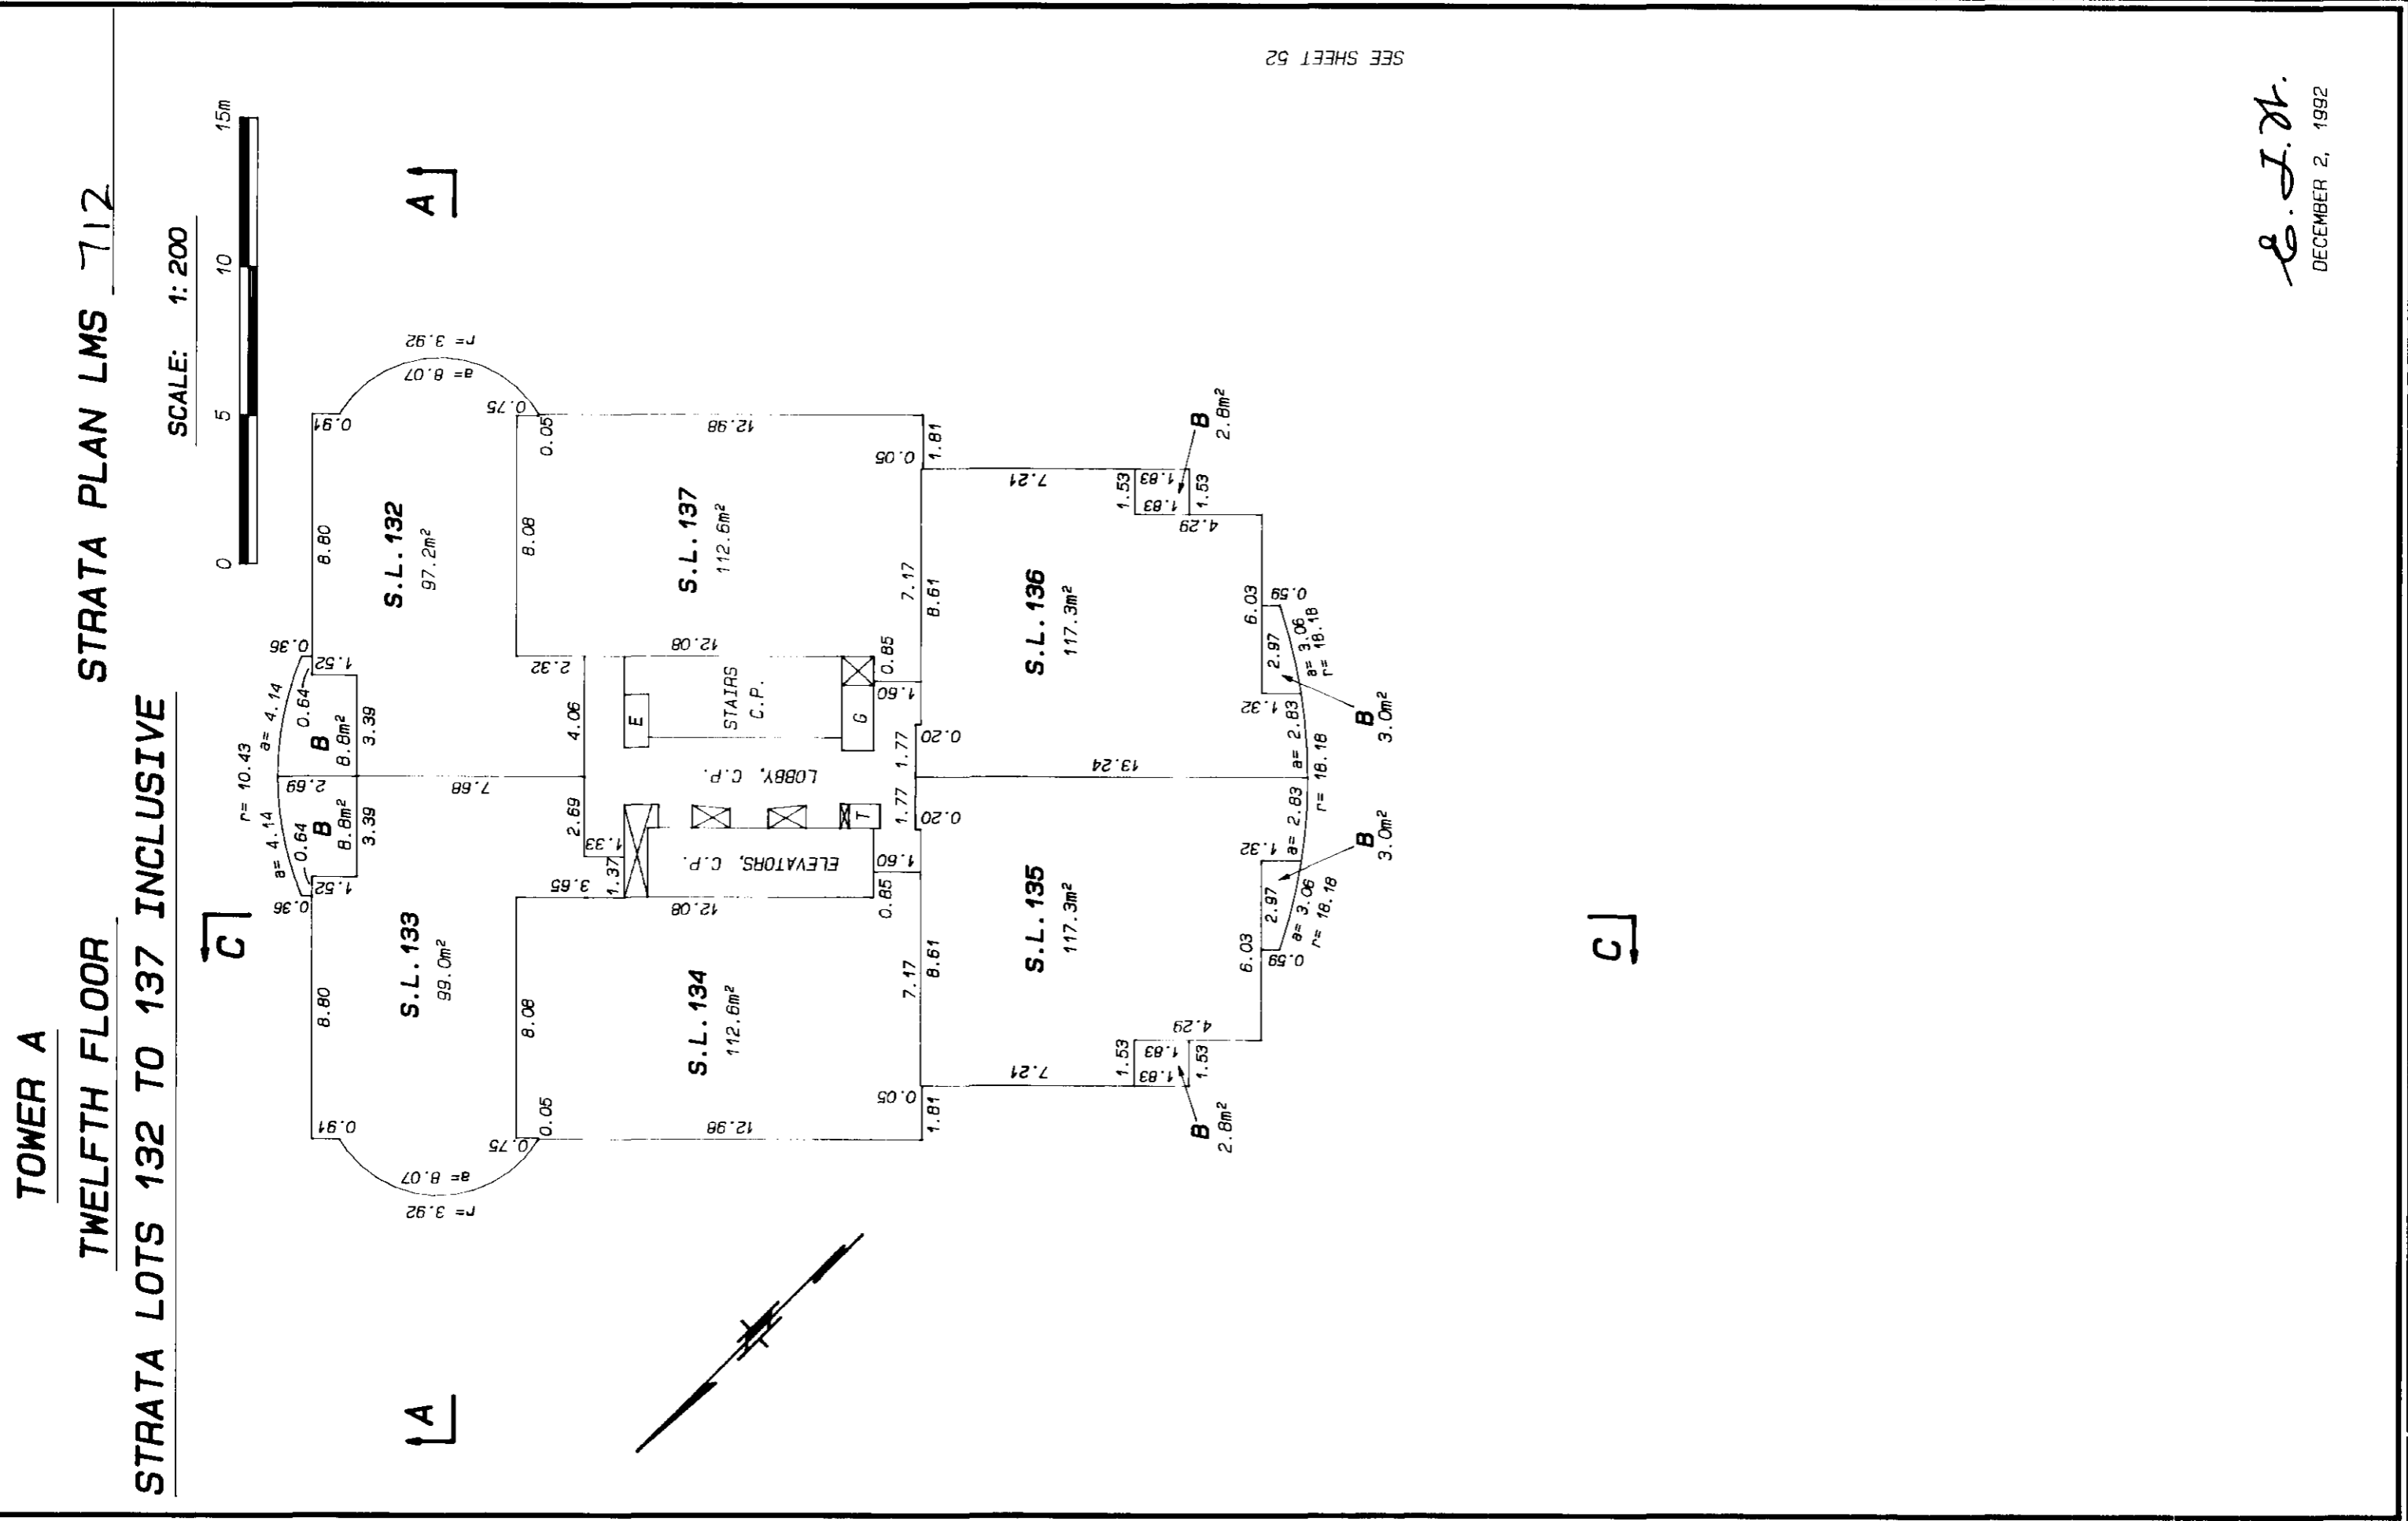 TOWER A
TWELFTH FLOOR
STRATA LOTS 132 TO 137 INCLUSIVE
STRATA PLAN LMS 712
SCALE: 1: 200
0 5 10 15m
SEE SHEET 52
A
A
C
C
r= 10.43
a= 4.14
a= 4.14
0.36
0.36
0.64
0.64
1.52
1.52
2.69
B
8.8m²
B
8.8m²
3.39
3.39
8.80
8.80
0.91
0.91
r= 3.92
a= 8.07
a= 8.07
r= 3.92
S.L.133
99.0m²
S.L.132
97.2m²
7.68
0.75
0.05
0.75
0.05
8.08
8.08
3.65
1.37
1.33
2.69
4.06
2.32
12.98
12.08
12.08
12.98
S.L.134
112.6m²
S.L.137
112.6m²
ELEVATORS, C.P.
LOBBY, C.P.
STAIRS
C.P.
E
G
T
0.85
1.60
1.60
0.85
1.77
1.77
0.20
0.20
7.17
8.61
7.17
8.61
0.05
1.81
0.05
1.81
7.21
7.21
S.L.135
117.3m²
S.L.136
117.3m²
13.24
1.53
1.83
1.83
1.53
1.53
1.83
1.83
1.53
B
2.8m²
B
2.8m²
4.29
4.29
6.03
6.03
2.97
2.97
0.59
0.59
1.32
1.32
a= 3.06
r= 18.18
a= 2.83
a= 2.83
r= 18.18
a= 3.06
r= 18.18
B
3.0m²
B
3.0m²
DECEMBER 2, 1992